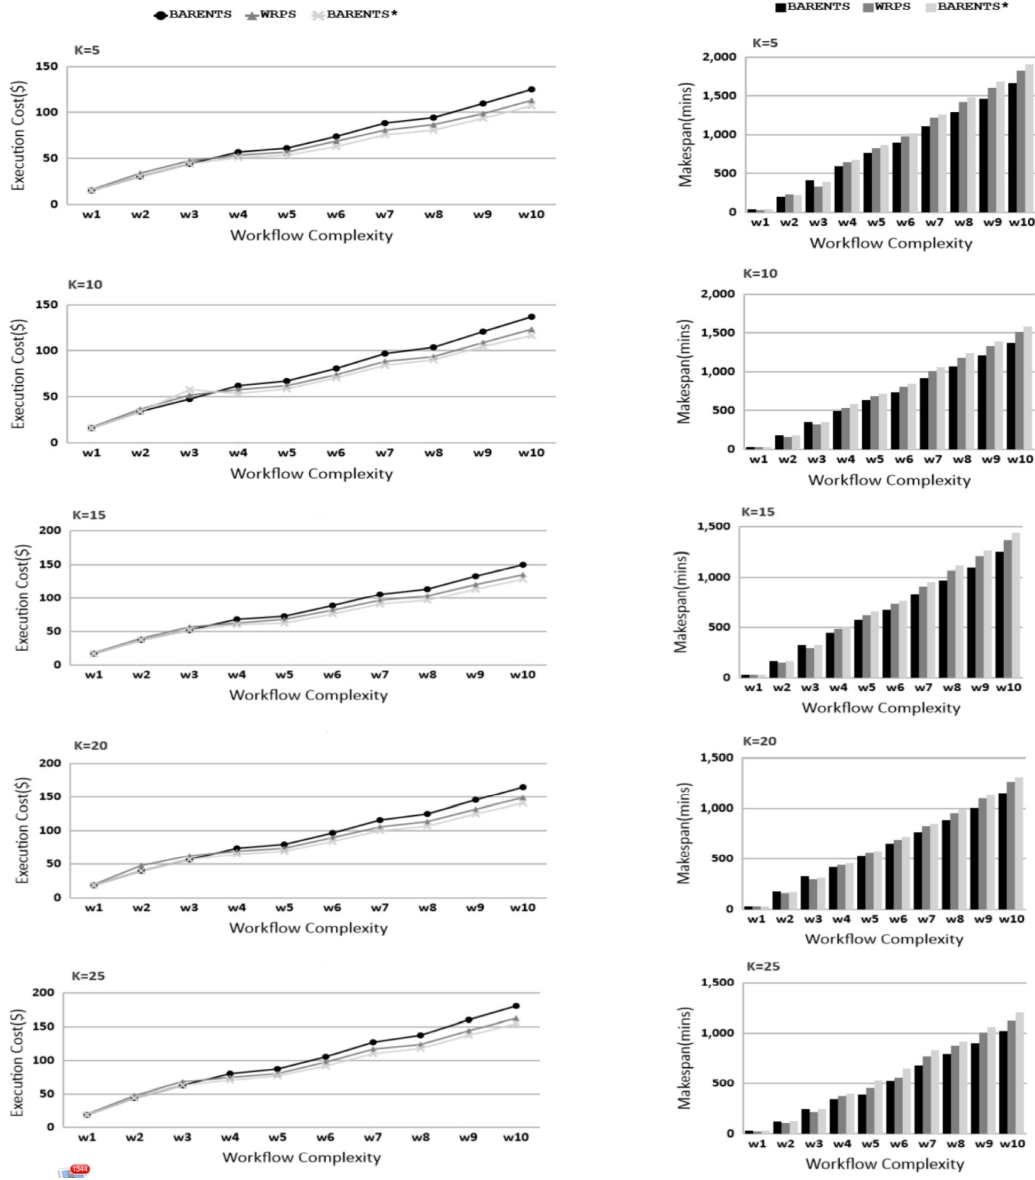 BARENTS WRPS BARENTS*
K=5
150
100
50
0
Execution Cost($)
w1 w2 w3 w4 w5 w6 w7 w8 w9 w10
Workflow Complexity
BARENTS WRPS BARENTS*
K=5
2,000
1,500
1,000
500
0
Makespan(mins)
w1 w2 w3 w4 w5 w6 w7 w8 w9 w10
Workflow Complexity
K=10
150
100
50
0
Execution Cost($)
w1 w2 w3 w4 w5 w6 w7 w8 w9 w10
Workflow Complexity
K=10
2,000
1,500
1,000
500
0
Makespan(mins)
w1 w2 w3 w4 w5 w6 w7 w8 w9 w10
Workflow Complexity
K=15
200
150
100
50
0
Execution Cost($)
w1 w2 w3 w4 w5 w6 w7 w8 w9 w10
Workflow Complexity
K=15
1,500
1,000
500
0
Makespan(mins)
w1 w2 w3 w4 w5 w6 w7 w8 w9 w10
Workflow Complexity
K=20
200
150
100
50
0
Execution Cost($)
w1 w2 w3 w4 w5 w6 w7 w8 w9 w10
Workflow Complexity
K=20
1,500
1,000
500
0
Makespan(mins)
w1 w2 w3 w4 w5 w6 w7 w8 w9 w10
Workflow Complexity
K=25
200
150
100
50
0
Execution Cost($)
w1 w2 w3 w4 w5 w6 w7 w8 w9 w10
Workflow Complexity
K=25
1,500
1,000
500
0
Makespan(mins)
w1 w2 w3 w4 w5 w6 w7 w8 w9 w10
Workflow Complexity
1344